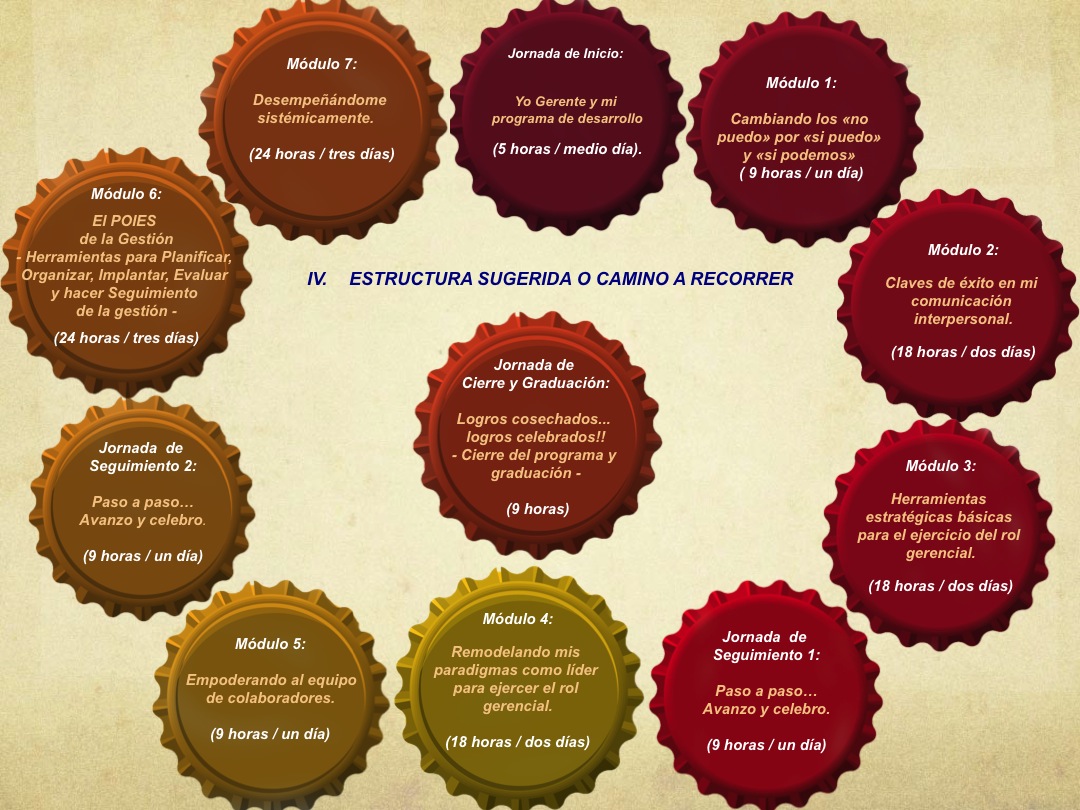 IV. ESTRUCTURA SUGERIDA O CAMINO A RECORRER
Jornada de Inicio:
Yo Gerente y mi
programa de desarrollo
(5 horas / medio día).
Módulo 1:
Cambiando los «no
puedo» por «si puedo»
y «si podemos»
( 9 horas / un día)
Módulo 2:
Claves de éxito en mi
comunicación
interpersonal.
(18 horas / dos días)
Módulo 3:
Herramientas
estratégicas básicas
para el ejercicio del rol
gerencial.
(18 horas / dos días)
Jornada de
Seguimiento 1:
Paso a paso…
Avanzo y celebro.
(9 horas / un día)
Módulo 4:
Remodelando mis
paradigmas como líder
para ejercer el rol
gerencial.
(18 horas / dos días)
Módulo 5:
Empoderando al equipo
de colaboradores.
(9 horas / un día)
Jornada de
Seguimiento 2:
Paso a paso…
Avanzo y celebro.
(9 horas / un día)
Módulo 6:
El POIES
de la Gestión
- Herramientas para Planificar,
Organizar, Implantar, Evaluar
y hacer Seguimiento
de la gestión -
(24 horas / tres días)
Módulo 7:
Desempeñándome
sistémicamente.
(24 horas / tres días)
Jornada de
Cierre y Graduación:
Logros cosechados...
logros celebrados!!
- Cierre del programa y
graduación -
(9 horas)